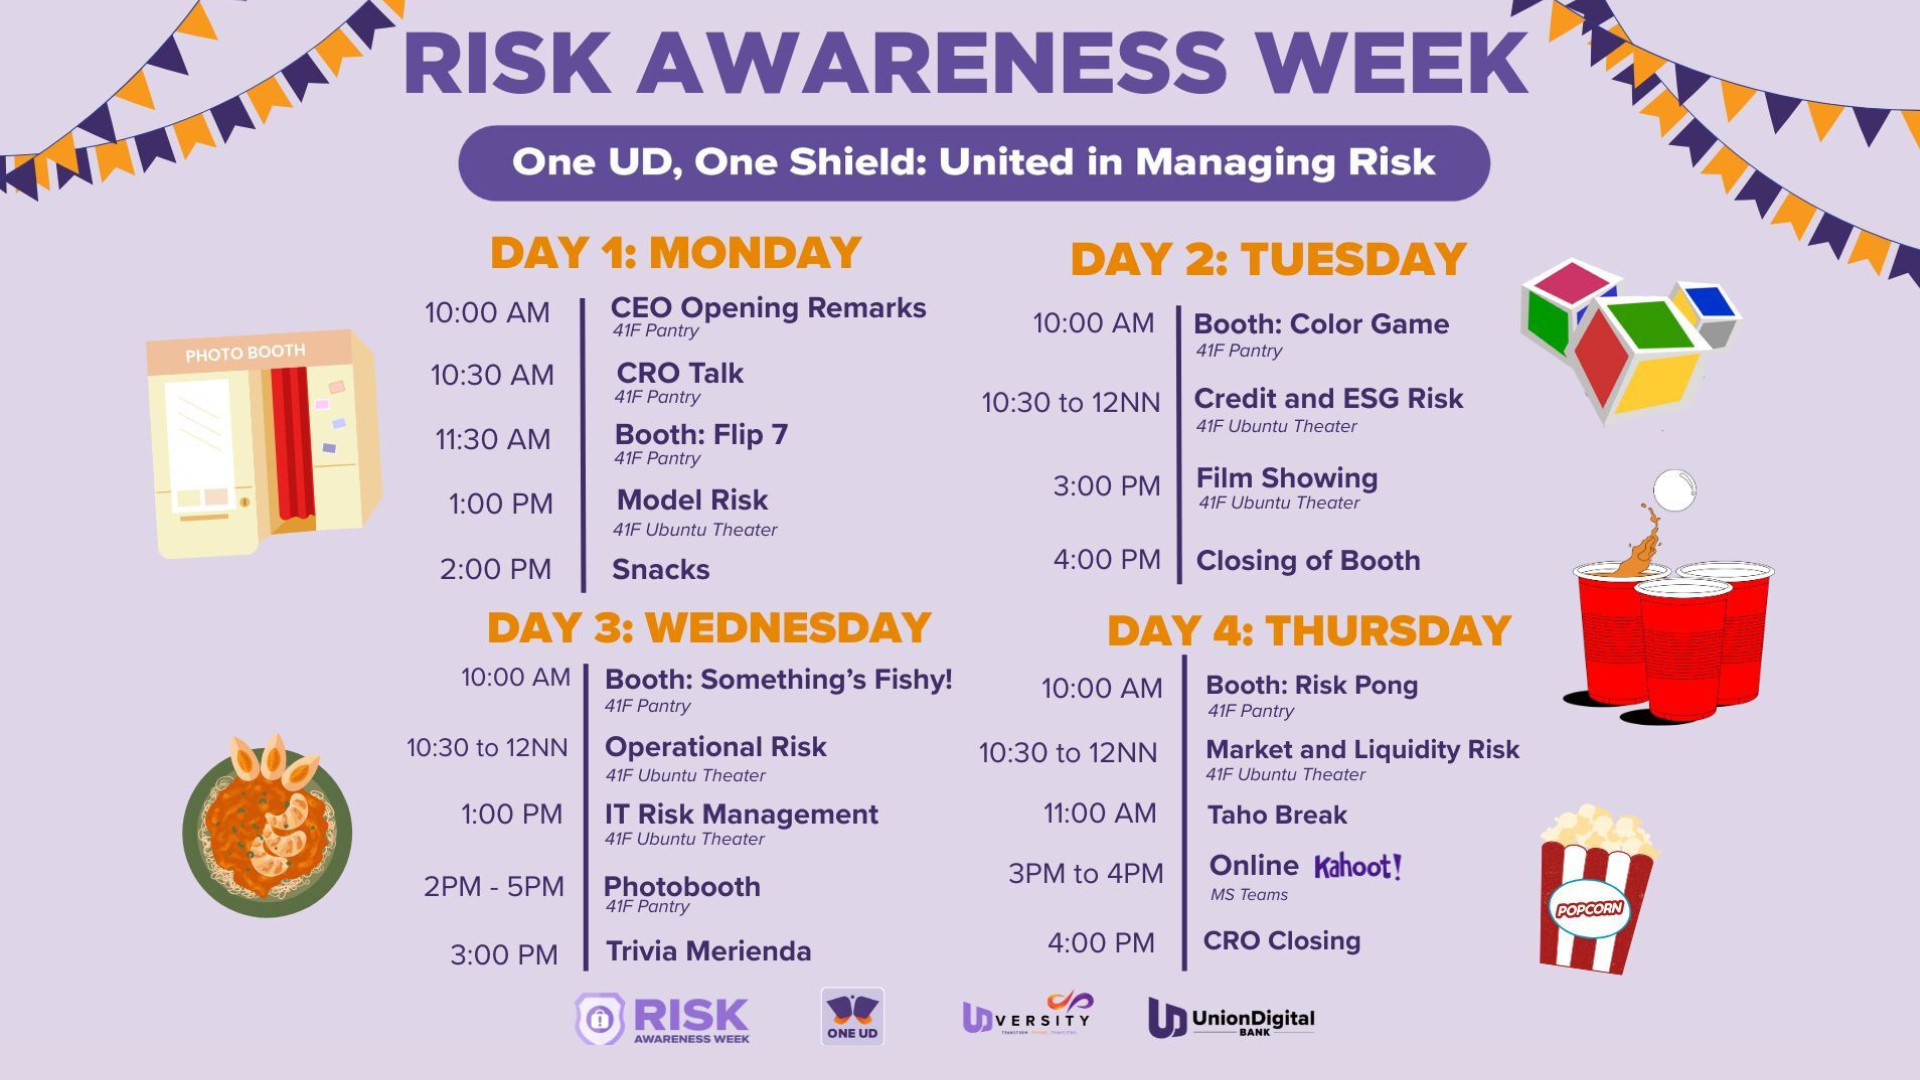 RISK AWARENESS WEEK
One UD, One Shield: United in Managing Risk
DAY 1: MONDAY
10:00 AM
CEO Opening Remarks
41F Pantry
10:30 AM
CRO Talk
41F Pantry
11:30 AM
Booth: Flip 7
41F Pantry
1:00 PM
Model Risk
41F Ubuntu Theater
2:00 PM
Snacks
DAY 2: TUESDAY
10:00 AM
Booth: Color Game
41F Pantry
10:30 to 12NN
Credit and ESG Risk
41F Ubuntu Theater
3:00 PM
Film Showing
41F Ubuntu Theater
4:00 PM
Closing of Booth
DAY 3: WEDNESDAY
10:00 AM
Booth: Something's Fishy!
41F Pantry
10:30 to 12NN
Operational Risk
41F Ubuntu Theater
1:00 PM
IT Risk Management
41F Ubuntu Theater
2PM - 5PM
Photobooth
41F Pantry
3:00 PM
Trivia Merienda
DAY 4: THURSDAY
10:00 AM
Booth: Risk Pong
41F Pantry
10:30 to 12NN
Market and Liquidity Risk
41F Ubuntu Theater
11:00 AM
Taho Break
3PM to 4PM
Online Kahoot!
MS Teams
4:00 PM
CRO Closing
PHOTO BOOTH
POPCORN
RISK
AWARENESS WEEK
ONE UD
UDVERSITY
UD UnionDigital
BANK